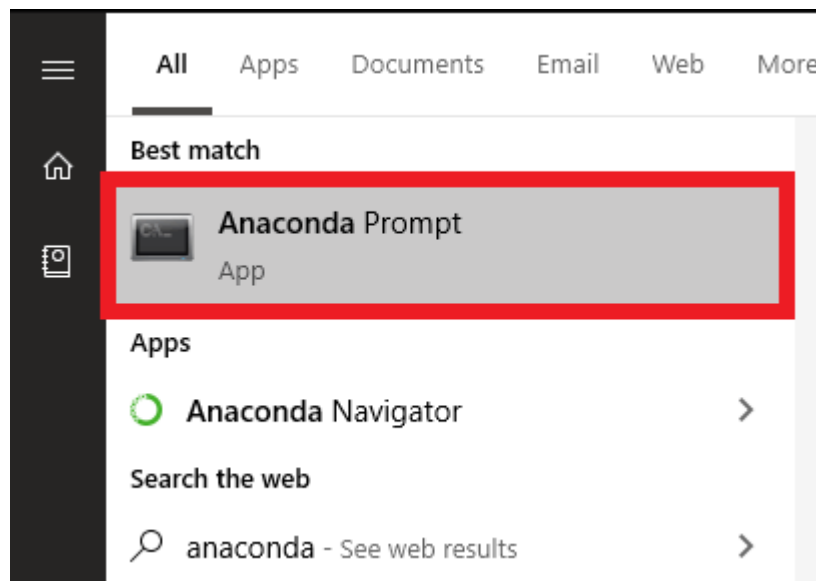 All Apps Documents Email Web More
Best match
Anaconda Prompt
App
Apps
Anaconda Navigator
Search the web
anaconda - See web results